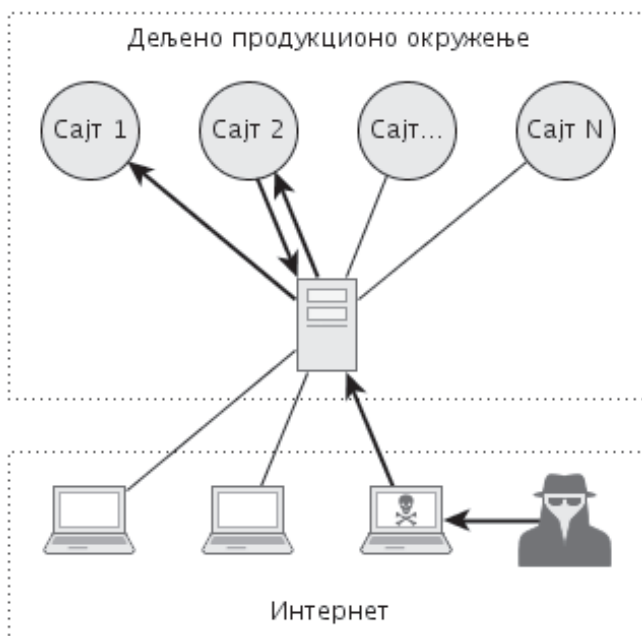 Дељено продукционо окружење
Сајт 1
Сајт 2
Сајт...
Сајт N
Интернет